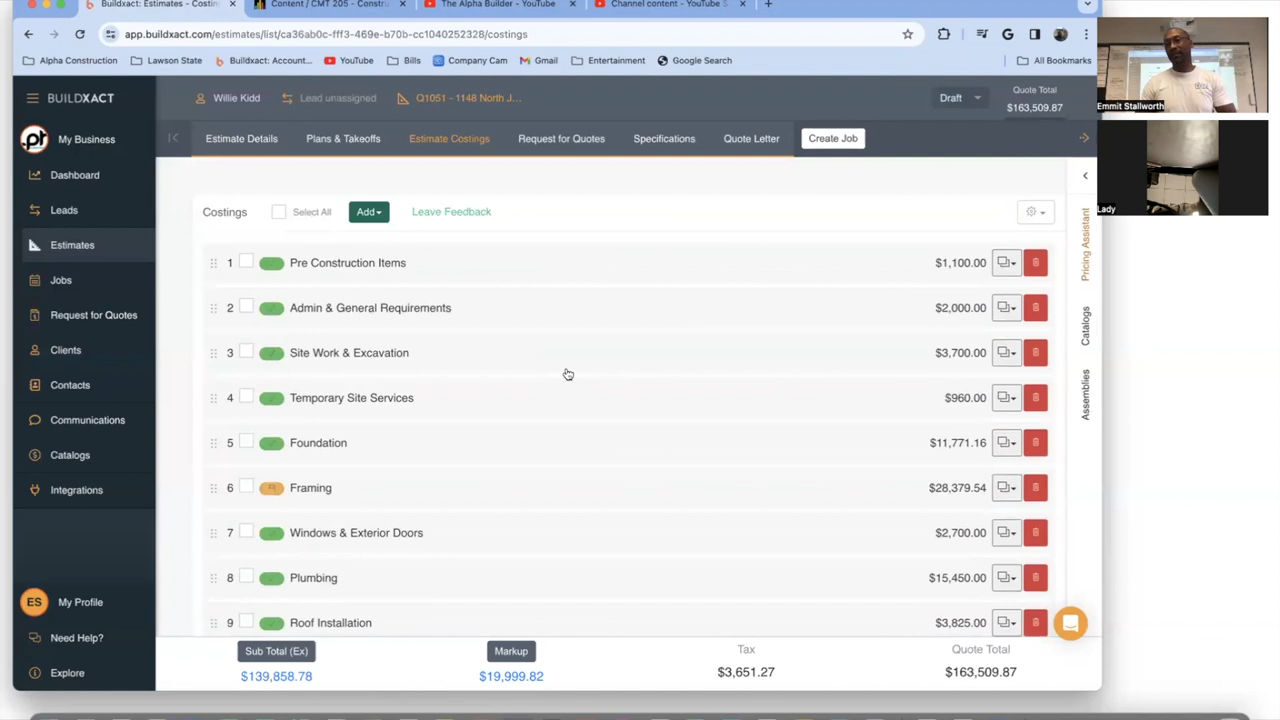 Buildxact: Estimates - Costin
Content / CMT 205 - Constru
The Alpha Builder - YouTube
Channel content - YouTube S
app.buildxact.com/estimates/list/ca36ab0c-fff3-469e-b70b-cc1040252328/costings
Alpha Construction
Lawson State
Buildxact: Account...
YouTube
Bills
Company Cam
Gmail
Entertainment
Google Search
All Bookmarks
BUILDXACT
Willie Kidd
Lead unassigned
Q1051 - 1148 North J...
Draft
Quote Total
$163,509.87
My Business
Estimate Details
Plans & Takeoffs
Estimate Costings
Request for Quotes
Specifications
Quote Letter
Create Job
Dashboard
Leads
Estimates
Jobs
Request for Quotes
Clients
Contacts
Communications
Catalogs
Integrations
ES My Profile
Need Help?
Explore
Costings
Select All
Add
Leave Feedback
1 Pre Construction Items $1,100.00
2 Admin & General Requirements $2,000.00
3 Site Work & Excavation $3,700.00
4 Temporary Site Services $960.00
5 Foundation $11,771.16
6 Framing $28,379.54
7 Windows & Exterior Doors $2,700.00
8 Plumbing $15,450.00
9 Roof Installation $3,825.00
Pricing Assistant
Catalogs
Assemblies
Sub Total (Ex)
Markup
Tax
Quote Total
$139,858.78
$19,999.82
$3,651.27
$163,509.87
Emmit Stallworth
Lady